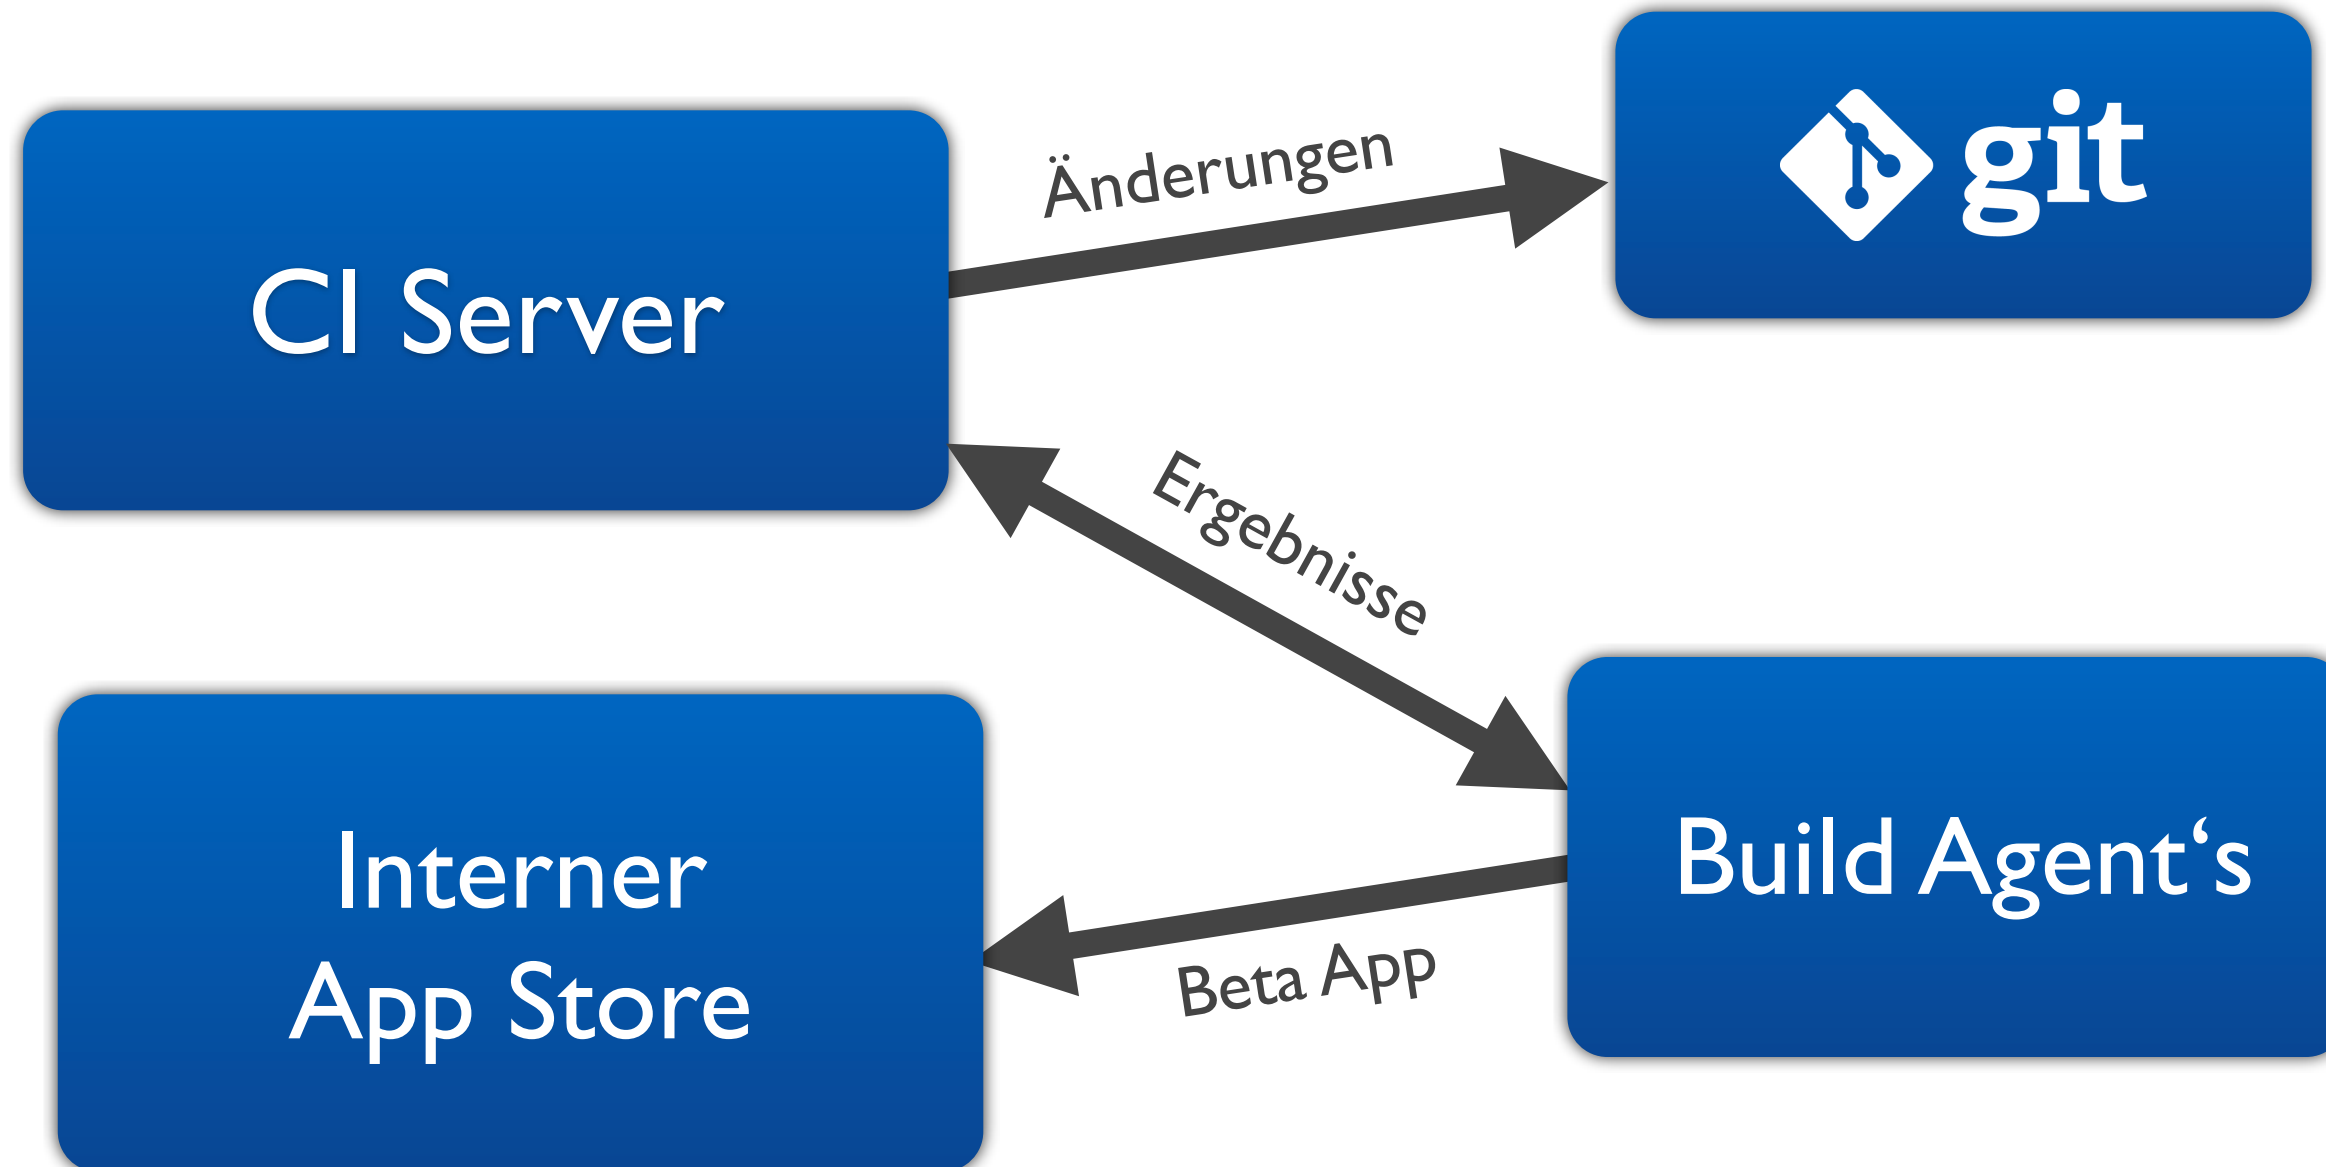 git
Änderungen
CI Server
Ergebnisse
Build Agent‘s
Interner
App Store
Beta App